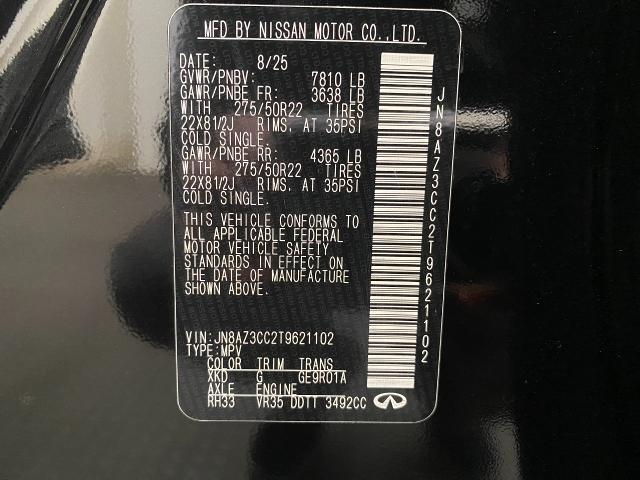 MFD BY NISSAN MOTOR CO.,LTD.
DATE: 8/25
GVWR/PNBV: 7810 LB
GAWR/PNBE FR: 3638 LB
WITH 275/50R22 TIRES
22X81/2J RIMS, AT 35PSI
COLD SINGLE.
GAWR/PNBE RR: 4365 LB
WITH 275/50R22 TIRES
22X81/2J RIMS, AT 35PSI
COLD SINGLE.
THIS VEHICLE CONFORMS TO
ALL APPLICABLE FEDERAL
MOTOR VEHICLE SAFETY
STANDARDS IN EFFECT ON
THE DATE OF MANUFACTURE
SHOWN ABOVE.
VIN: JN8AZ3CC2T9621102
TYPE: MPV
COLOR TRIM TRANS
XKD G GE9R01A
AXLE ENGINE
RH33 VR35 DDTT 3492CC
JN8AZ3CC2T9621102